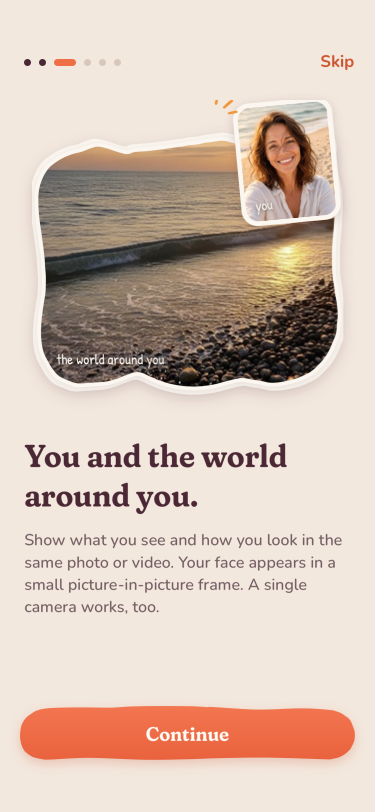 Skip
you
the world around you
You and the world
around you.
Show what you see and how you look in the
same photo or video. Your face appears in a
small picture-in-picture frame. A single
camera works, too.
Continue